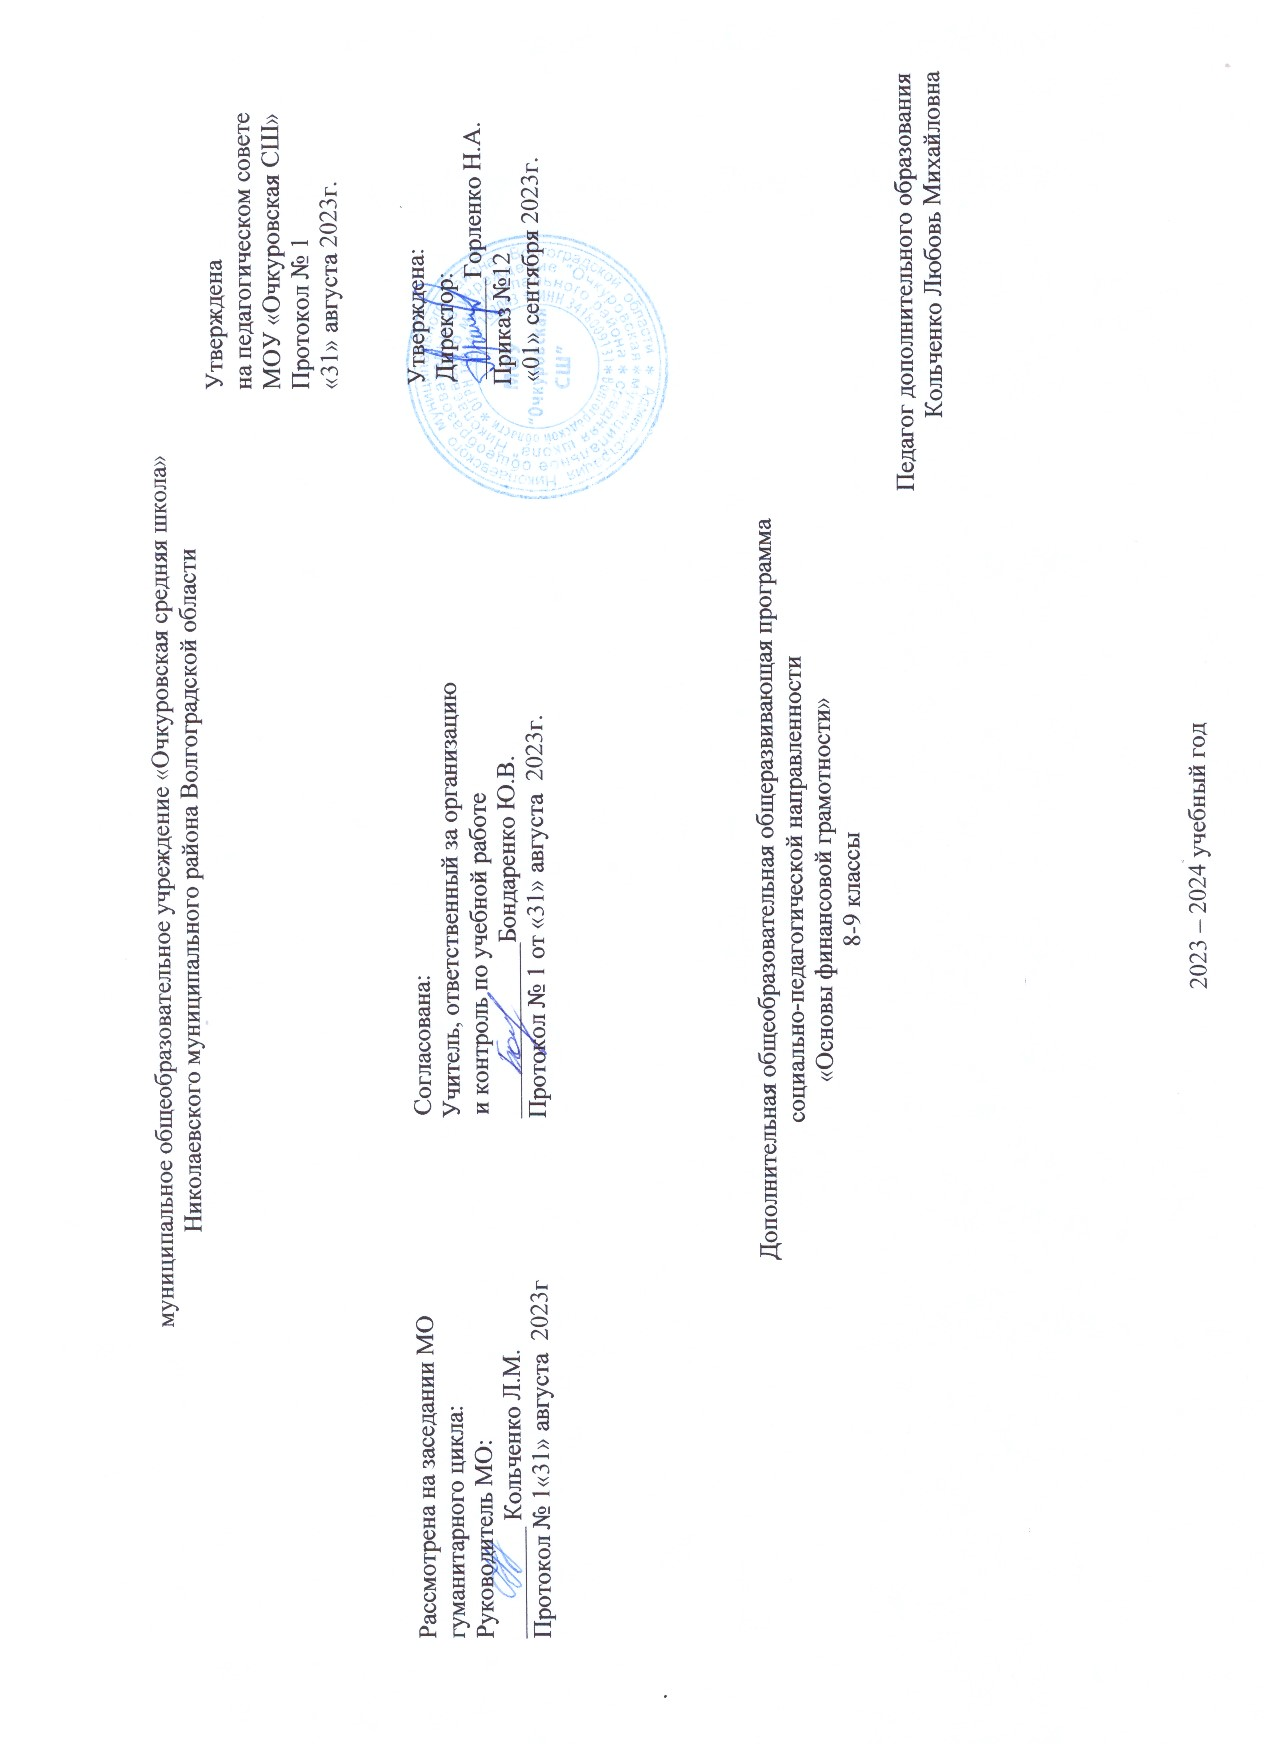 муниципальное общеобразовательное учреждение «Очкуровская средняя школа»
Николаевского муниципального района Волгоградской области
Утверждена
на педагогическом совете
МОУ «Очкуровская СШ»
Протокол № 1
«31» августа 2023г.
Рассмотрена на заседании МО
гуманитарного цикла:
Руководитель МО:
Кольченко Л.М.
Протокол № 1«31» августа 2023г
Согласована:
Учитель, ответственный за организацию
и контроль по учебной работе
Бондаренко Ю.В.
Протокол № 1 от «31» августа 2023г.
Утверждена:
Директор:
Горленко Н.А.
Приказ №12
«01» сентября 2023г.
"Очкуровская
СШ"
Дополнительная общеобразовательная общеразвивающая программа
социально-педагогической направленности
«Основы финансовой грамотности»
8-9 классы
Педагог дополнительного образования
Кольченко Любовь Михайловна
2023 – 2024 учебный год